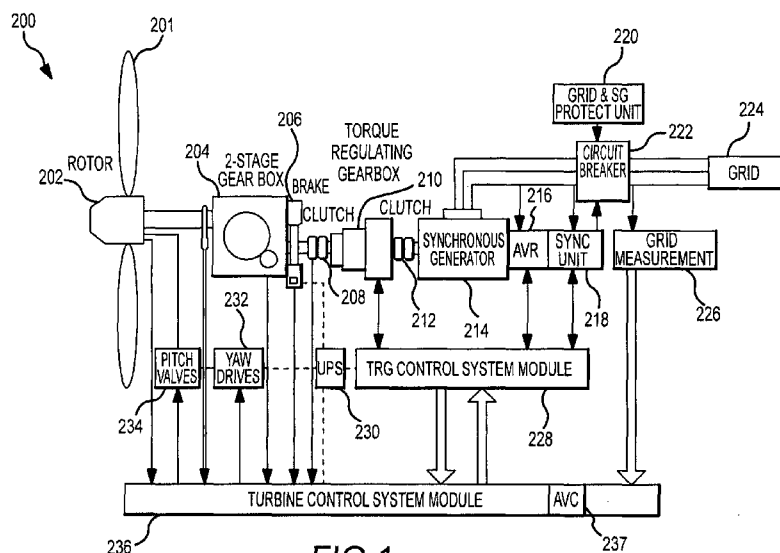 200
201
220
GRID & SG
PROTECT UNIT
222
224
206
TORQUE
REGULATING
GEARBOX
204
2-STAGE
GEAR BOX
BRAKE
210
ROTOR
202
CLUTCH
CLUTCH
216
CIRCUIT
BREAKER
GRID
SYNCHRONOUS
GENERATOR
AVR
SYNC
UNIT
GRID
MEASUREMENT
208
212
214
218
226
232
PITCH
VALVES
YAW
DRIVES
UPS
TRG CONTROL SYSTEM MODULE
234
230
228
TURBINE CONTROL SYSTEM MODULE
AVC
236
237
FIG. 1